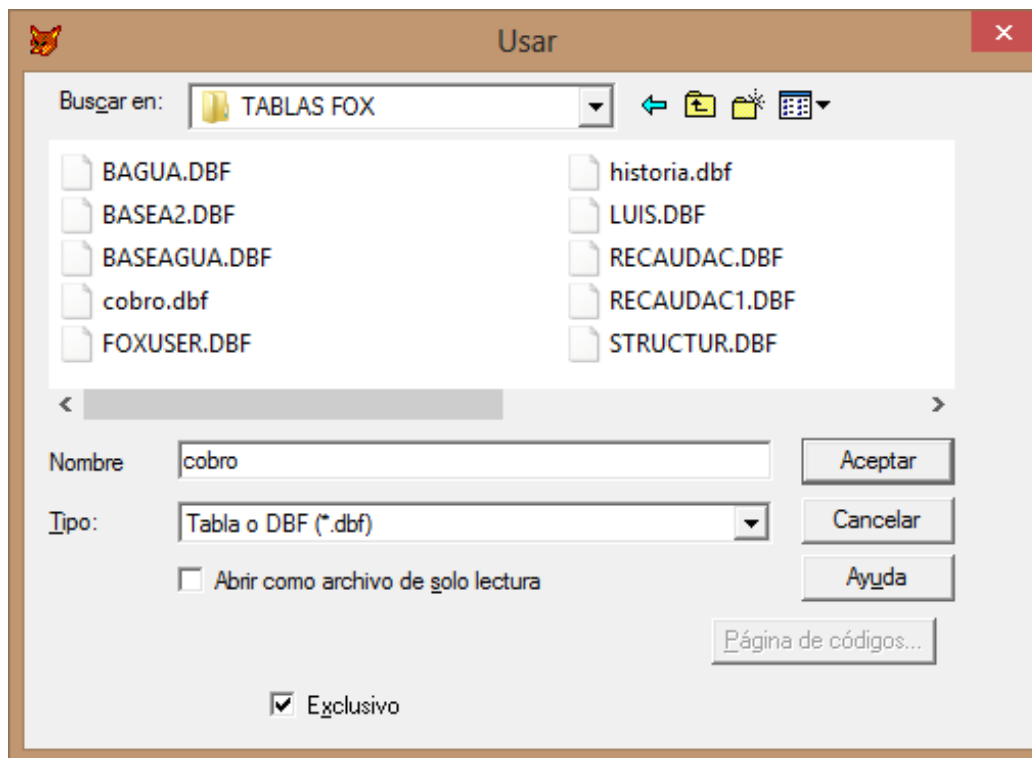 Usar
Buscar en: TABLAS FOX
BAGUA.DBF historia.dbf
BASEA2.DBF LUIS.DBF
BASEAGUA.DBF RECAUDAC.DBF
cobro.dbf RECAUDAC1.DBF
FOXUSER.DBF STRUCTUR.DBF
Nombre cobro Aceptar
Tipo: Tabla o DBF (*.dbf) Cancelar
Abrir como archivo de solo lectura Ayuda
Página de códigos...
Exclusivo